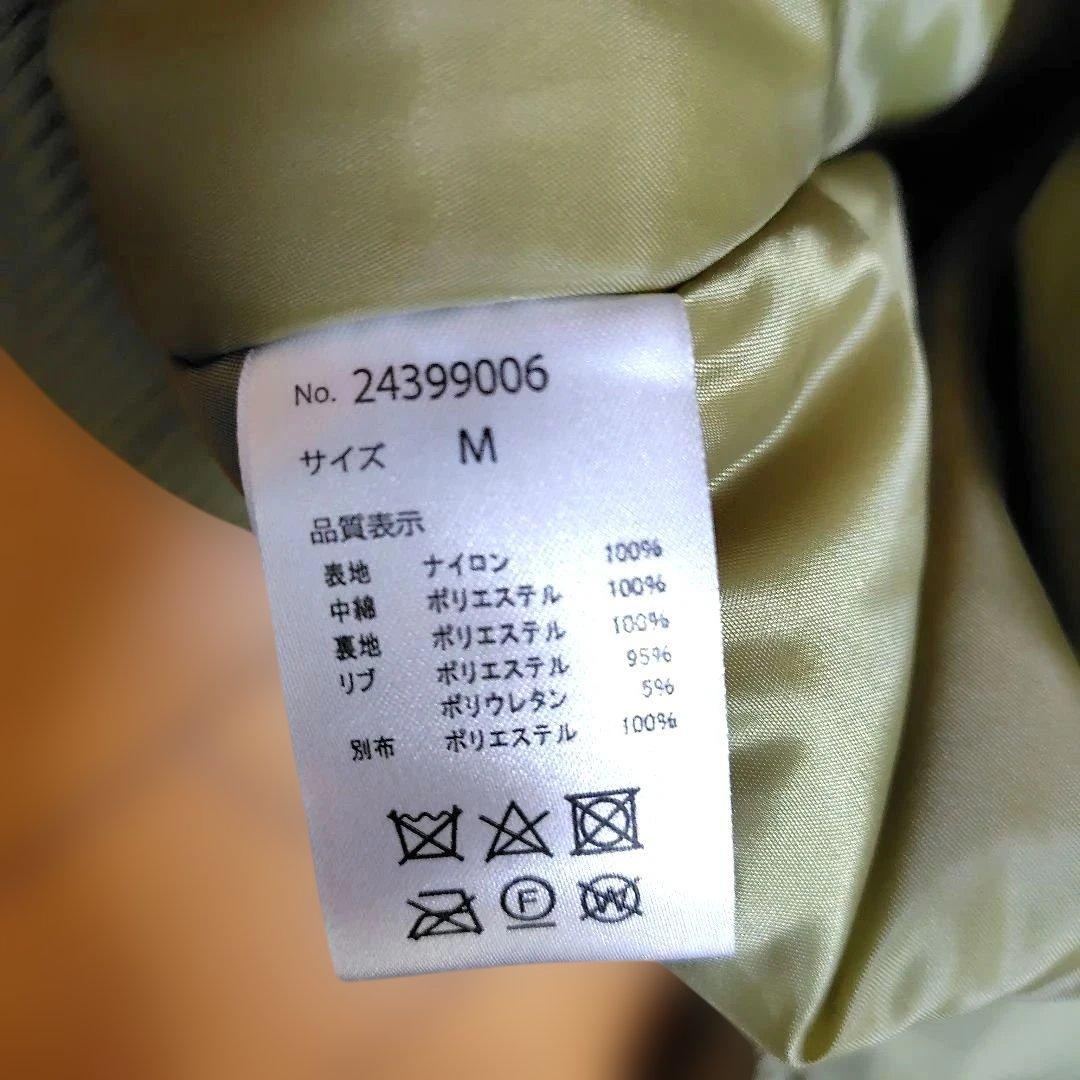 No. 24399006
サイズ M
品質表示
表地 ナイロン 100%
中綿 ポリエステル 100%
裏地 ポリエステル 100%
リブ ポリエステル 95%
ポリウレタン 5%
別布 ポリエステル 100%
F W